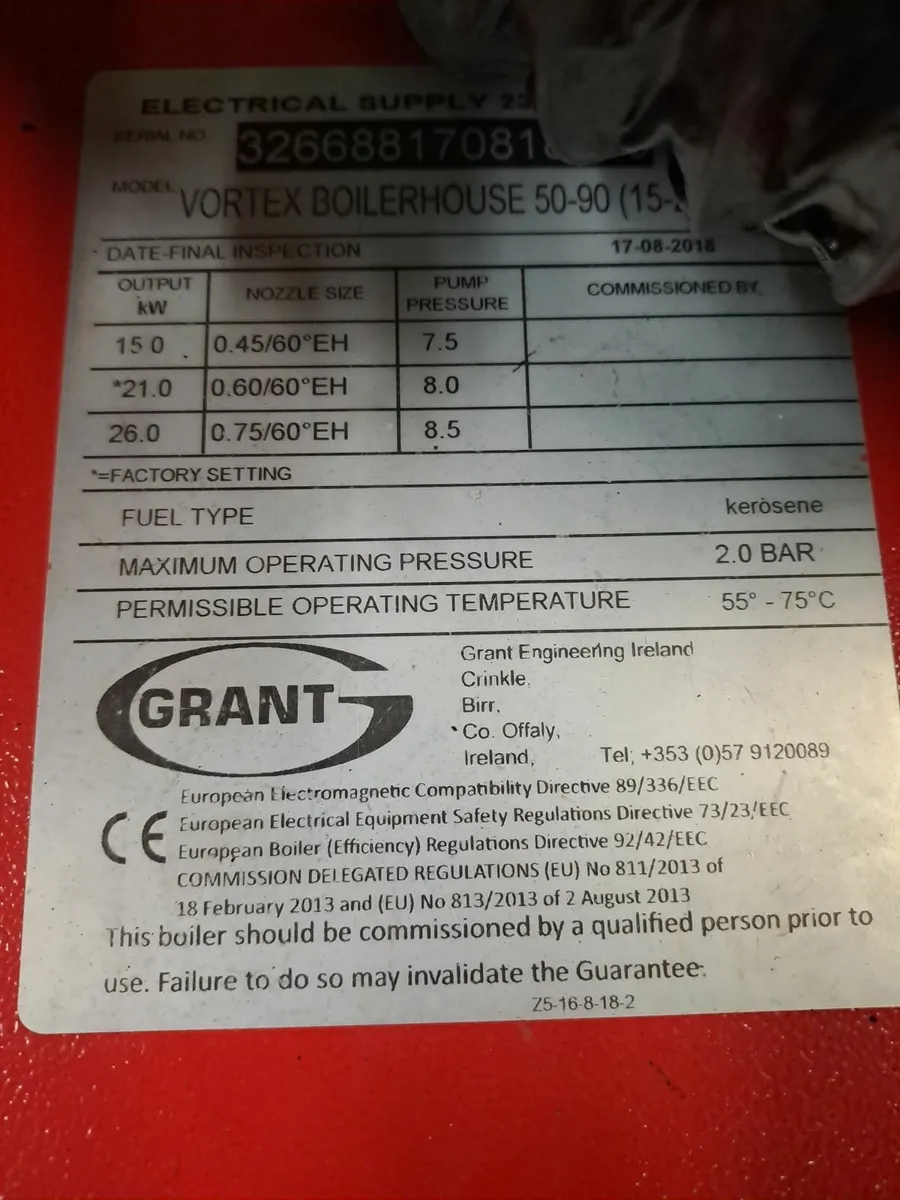 ELECTRICAL SUPPLY
SERIAL NO
MODEL VORTEX BOILERHOUSE 50-90
DATE-FINAL INSPECTION 17-08-2018
OUTPUT kW NOZZLE SIZE PUMP PRESSURE COMMISSIONED BY
15 0 0.45/60°EH 7.5
*21.0 0.60/60°EH 8.0
26.0 0.75/60°EH 8.5
*=FACTORY SETTING
FUEL TYPE kerosene
MAXIMUM OPERATING PRESSURE 2.0 BAR
PERMISSIBLE OPERATING TEMPERATURE 55° - 75°C
GRANT
Grant Engineering Ireland
Crinkle,
Birr,
Co. Offaly,
Ireland, Tel; +353 (0)57 9120089
CE
European Electromagnetic Compatibility Directive 89/336/EEC
European Electrical Equipment Safety Regulations Directive 73/23/EEC
European Boiler (Efficiency) Regulations Directive 92/42/EEC
COMMISSION DELEGATED REGULATIONS (EU) No 811/2013 of
18 February 2013 and (EU) No 813/2013 of 2 August 2013
This boiler should be commissioned by a qualified person prior to
use. Failure to do so may invalidate the Guarantee.
Z5-16-8-18-2